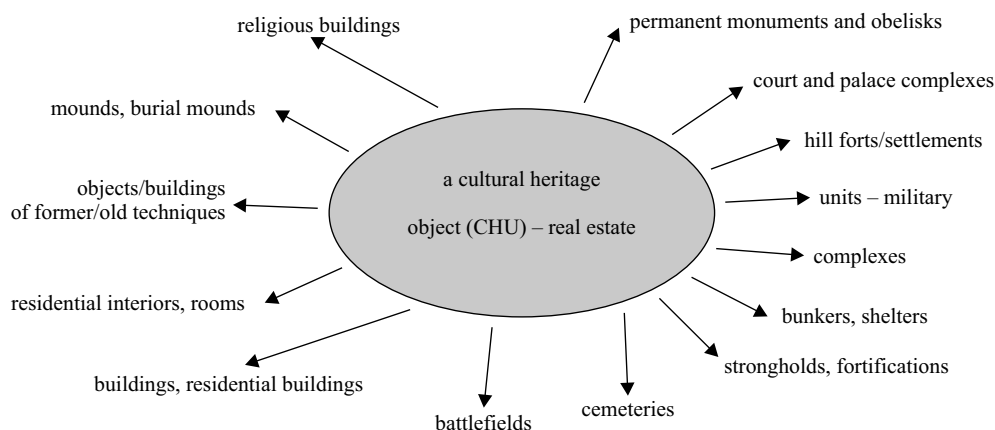 religious buildings
permanent monuments and obelisks
court and palace complexes
mounds, burial mounds
hill forts/settlements
a cultural heritage
objects/buildings
of former/old techniques
units – military
object (CHU) – real estate
complexes
residential interiors, rooms
bunkers, shelters
strongholds, fortifications
buildings, residential buildings
cemeteries
battlefields